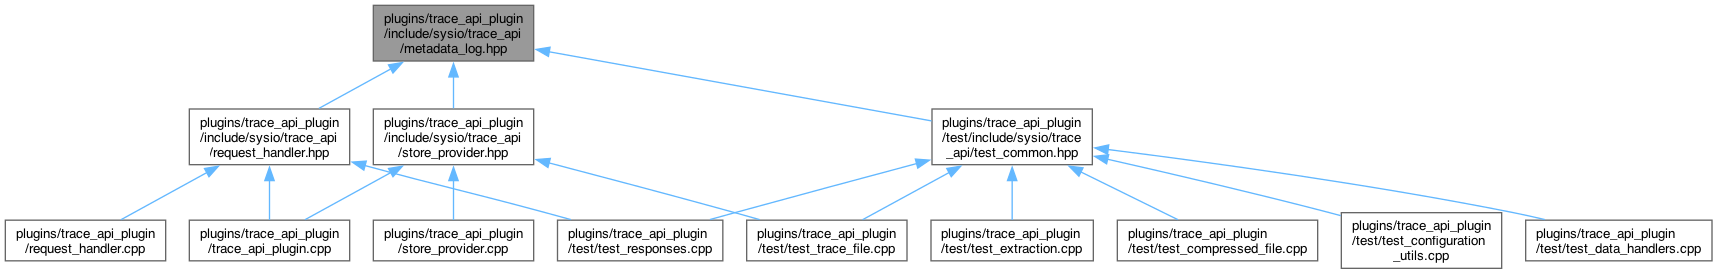 plugins/trace_api_plugin
/include/sysio/trace_api
/metadata_log.hpp
plugins/trace_api_plugin
/include/sysio/trace_api
/request_handler.hpp
plugins/trace_api_plugin
/include/sysio/trace_api
/store_provider.hpp
plugins/trace_api_plugin
/test/include/sysio/trace
_api/test_common.hpp
plugins/trace_api_plugin
/request_handler.cpp
plugins/trace_api_plugin
/trace_api_plugin.cpp
plugins/trace_api_plugin
/store_provider.cpp
plugins/trace_api_plugin
/test/test_responses.cpp
plugins/trace_api_plugin
/test/test_trace_file.cpp
plugins/trace_api_plugin
/test/test_extraction.cpp
plugins/trace_api_plugin
/test/test_compressed_file.cpp
plugins/trace_api_plugin
/test/test_configuration
_utils.cpp
plugins/trace_api_plugin
/test/test_data_handlers.cpp